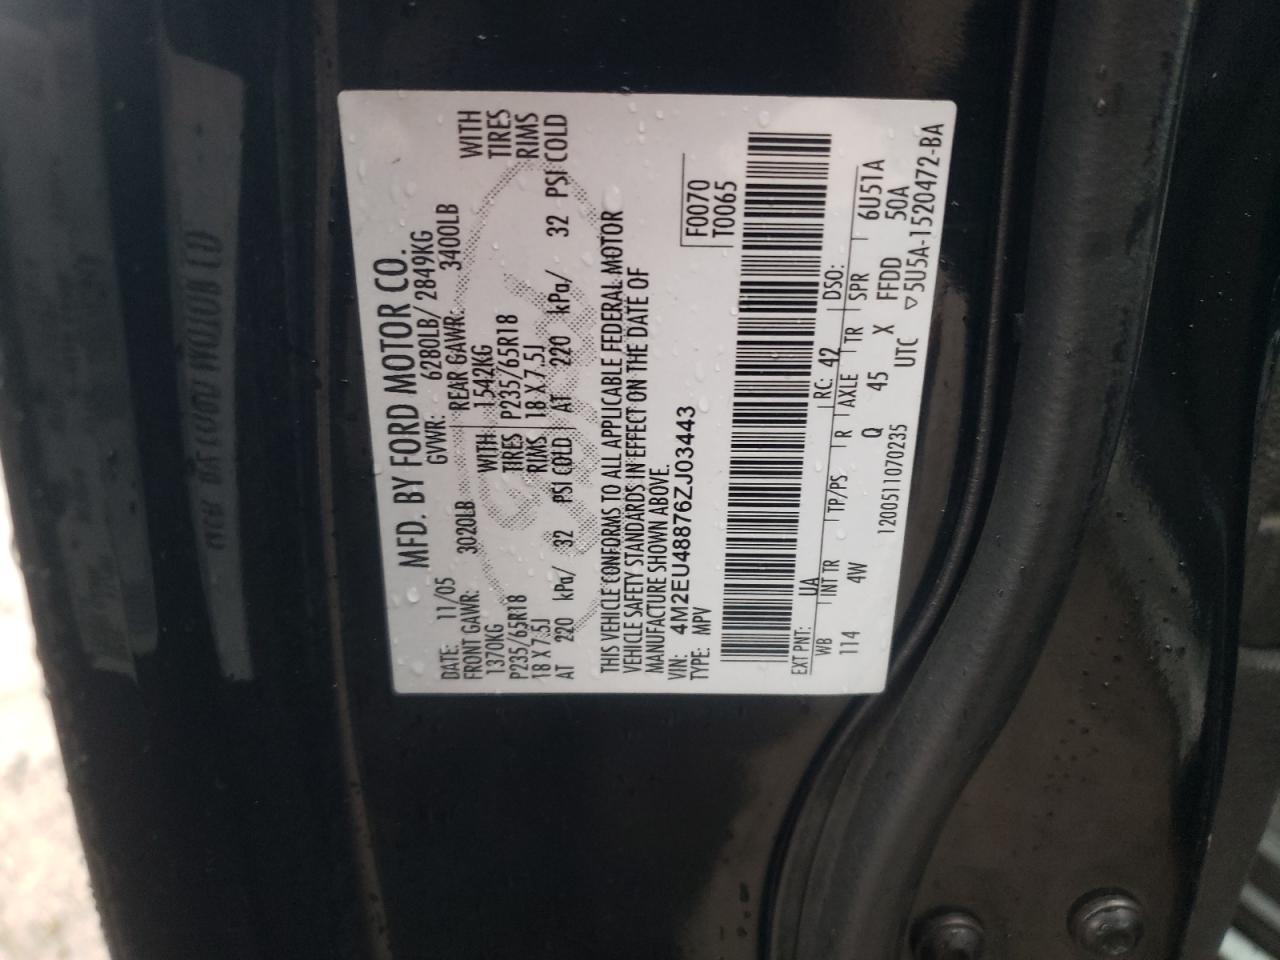 MFD. BY FORD MOTOR CO.
DATE: 11/05 GVWR: 6280LB/ 2849KG
FRONT GAWR: 3020LB REAR GAWR: 3400LB
1370KG WITH 1542KG WITH
P235/65R18 TIRES P235/65R18 TIRES
18 X 7.5J RIMS 18 X 7.5J RIMS
AT 220 kPa/ 32 PSI COLD AT 220 kPa/ 32 PSI COLD
THIS VEHICLE CONFORMS TO ALL APPLICABLE FEDERAL MOTOR
VEHICLE SAFETY STANDARDS IN EFFECT ON THE DATE OF
MANUFACTURE SHOWN ABOVE.
VIN: 4M2EU48876ZJ03443 F0070
TYPE: MPV T0065
EXT PNT: UA RC: 42 DSO:
WB INT TR TP/PS R AXLE TR SPR 6U51A
114 4W Q 45 X FFDD 50A
1200511070235 UTC ▽5U5A-1520472-BA